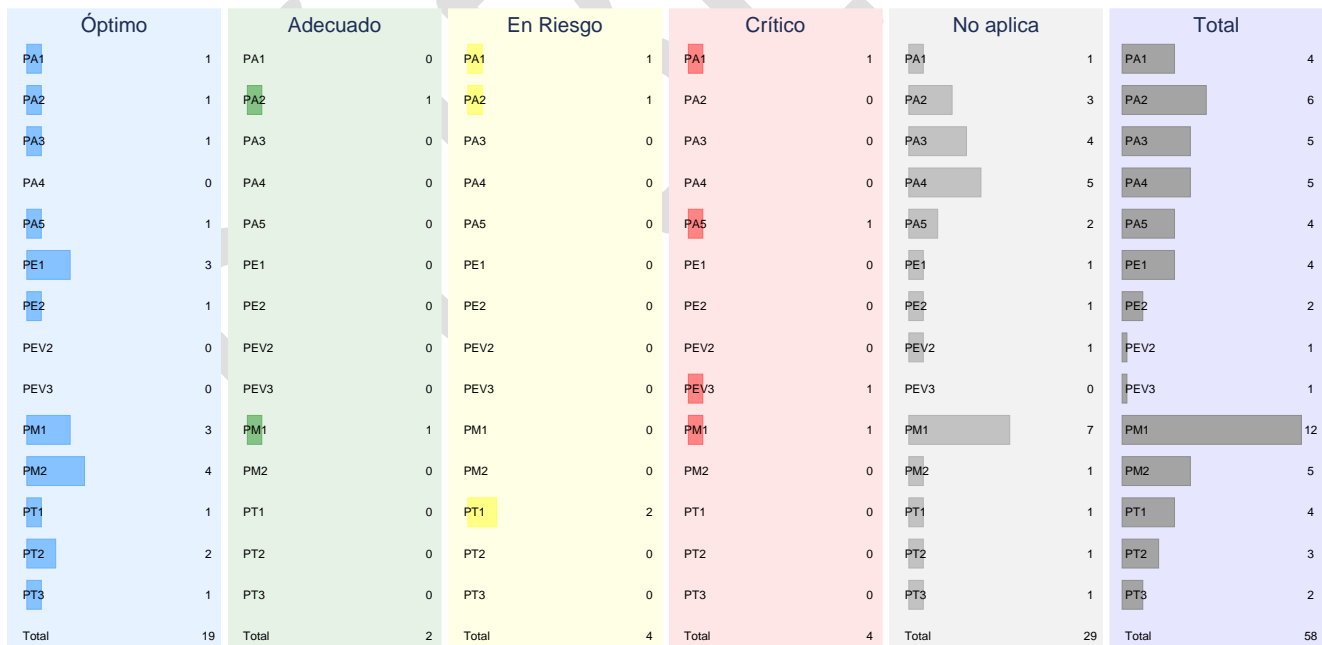 Óptimo Adecuado En Riesgo Crítico No aplica Total
PA1 1 PA1 0 PA1 1 PA1 1 PA1 1 PA1 4
PA2 1 PA2 1 PA2 1 PA2 0 PA2 3 PA2 6
PA3 1 PA3 0 PA3 0 PA3 0 PA3 4 PA3 5
PA4 0 PA4 0 PA4 0 PA4 0 PA4 5 PA4 5
PA5 1 PA5 0 PA5 0 PA5 1 PA5 2 PA5 4
PE1 3 PE1 0 PE1 0 PE1 0 PE1 1 PE1 4
PE2 1 PE2 0 PE2 0 PE2 0 PE2 1 PE2 2
PEV2 0 PEV2 0 PEV2 0 PEV2 0 PEV2 1 PEV2 1
PEV3 0 PEV3 0 PEV3 0 PEV3 1 PEV3 0 PEV3 1
PM1 3 PM1 1 PM1 0 PM1 1 PM1 7 PM1 12
PM2 4 PM2 0 PM2 0 PM2 0 PM2 1 PM2 5
PT1 1 PT1 0 PT1 2 PT1 0 PT1 1 PT1 4
PT2 2 PT2 0 PT2 0 PT2 0 PT2 1 PT2 3
PT3 1 PT3 0 PT3 0 PT3 0 PT3 1 PT3 2
Total 19 Total 2 Total 4 Total 4 Total 29 Total 58